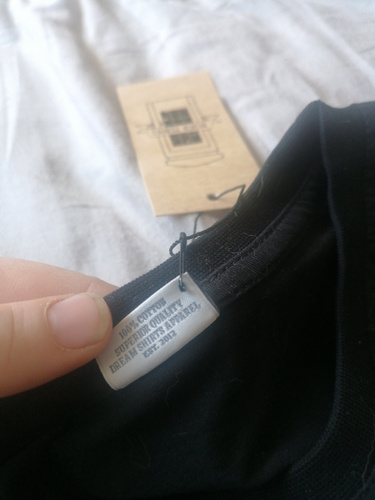 100% COTTON
SUPERIOR QUALITY
DREAM SHIRTS APPAREL
EST. 2012